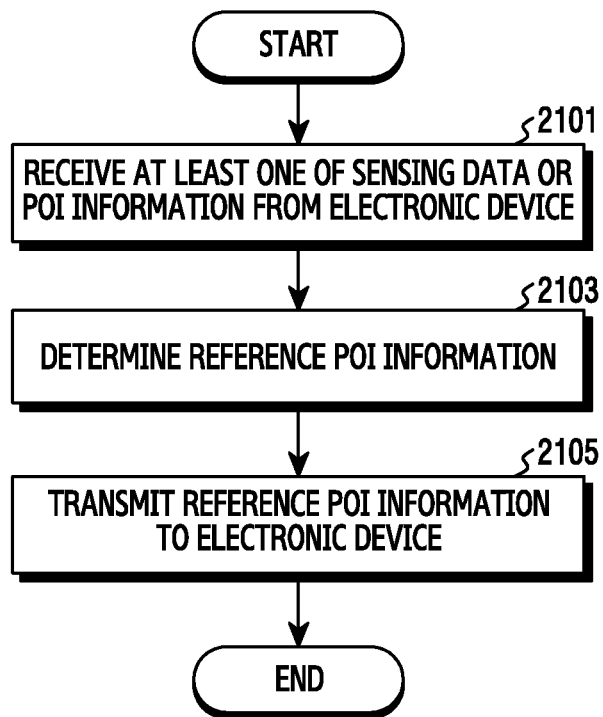 START
2101
RECEIVE AT LEAST ONE OF SENSING DATA OR
POI INFORMATION FROM ELECTRONIC DEVICE
2103
DETERMINE REFERENCE POI INFORMATION
2105
TRANSMIT REFERENCE POI INFORMATION
TO ELECTRONIC DEVICE
END